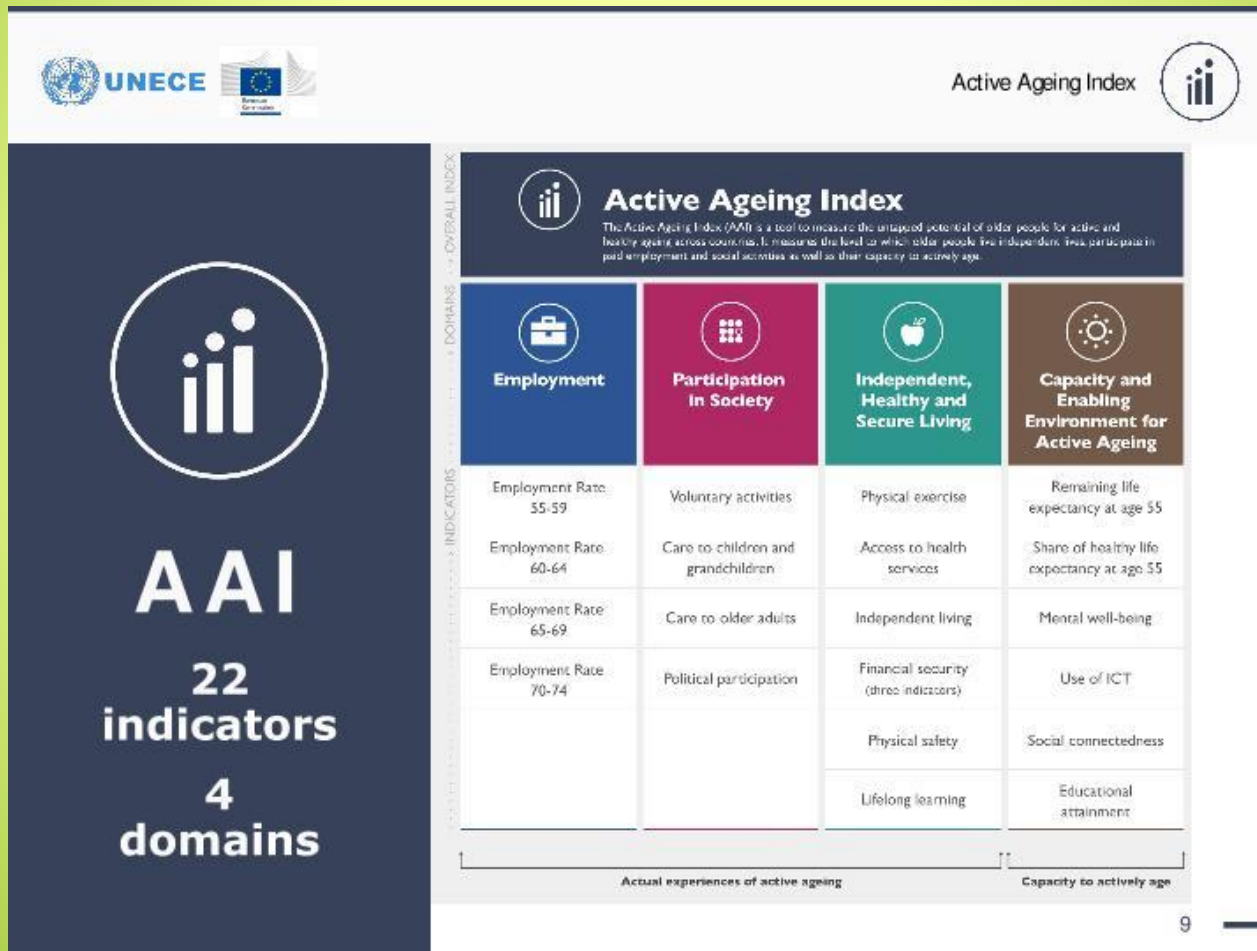 UNECE
European
Commission
Active Ageing Index
AAI
22
indicators
4
domains
INDICATORS
DOMAINS
OVERALL INDEX
Active Ageing Index
The Active Ageing Index (AAI) is a tool to measure the untapped potential of older people for active and
healthy ageing across countries. It measures the level to which older people live independent lives, participate in
paid employment and social activities as well as their capacity to actively age.
Employment
Participation
in Society
Independent,
Healthy and
Secure Living
Capacity and
Enabling
Environment for
Active Ageing
Employment Rate
55-59
Voluntary activities
Physical exercise
Remaining life
expectancy at age 55
Employment Rate
60-64
Care to children and
grandchildren
Access to health
services
Share of healthy life
expectancy at age 55
Employment Rate
65-69
Care to older adults
Independent living
Mental well-being
Employment Rate
70-74
Political participation
Financial security
(three indicators)
Use of ICT
Physical safety
Social connectedness
Lifelong learning
Educational
attainment
Actual experiences of active ageing
Capacity to actively age
9